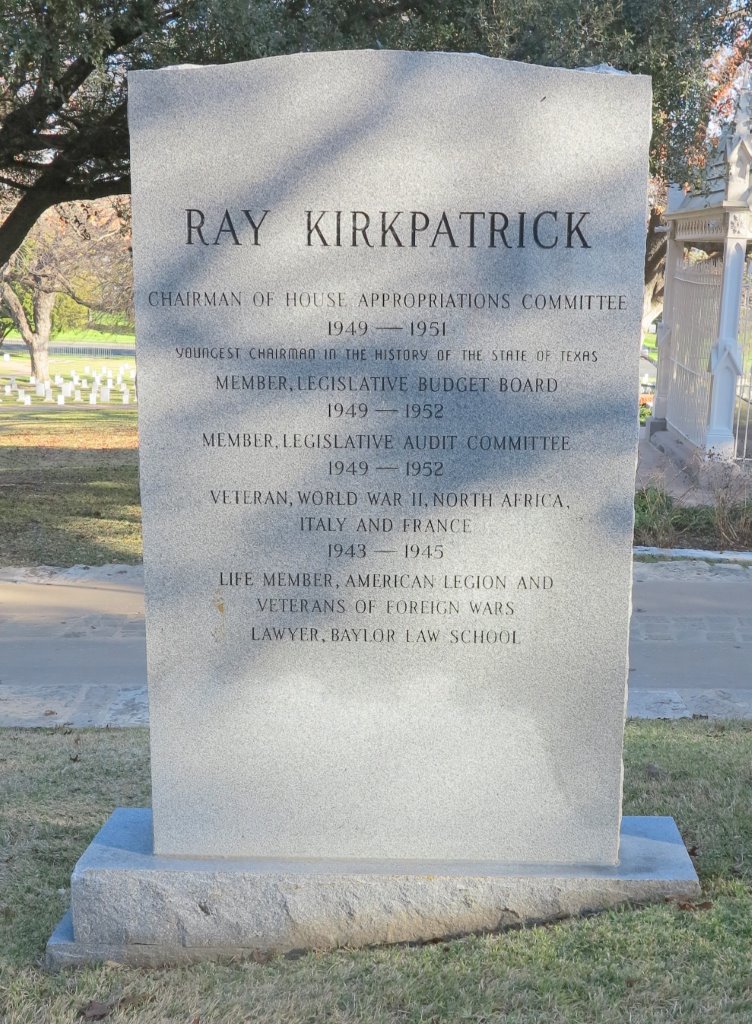 RAY KIRKPATRICK
CHAIRMAN OF HOUSE APPROPRIATIONS COMMITTEE
1949 — 1951
YOUNGEST CHAIRMAN IN THE HISTORY OF THE STATE OF TEXAS
MEMBER, LEGISLATIVE BUDGET BOARD
1949 — 1952
MEMBER, LEGISLATIVE AUDIT COMMITTEE
1949 — 1952
VETERAN, WORLD WAR II, NORTH AFRICA,
ITALY AND FRANCE
1943 — 1945
LIFE MEMBER, AMERICAN LEGION AND
VETERANS OF FOREIGN WARS
LAWYER, BAYLOR LAW SCHOOL